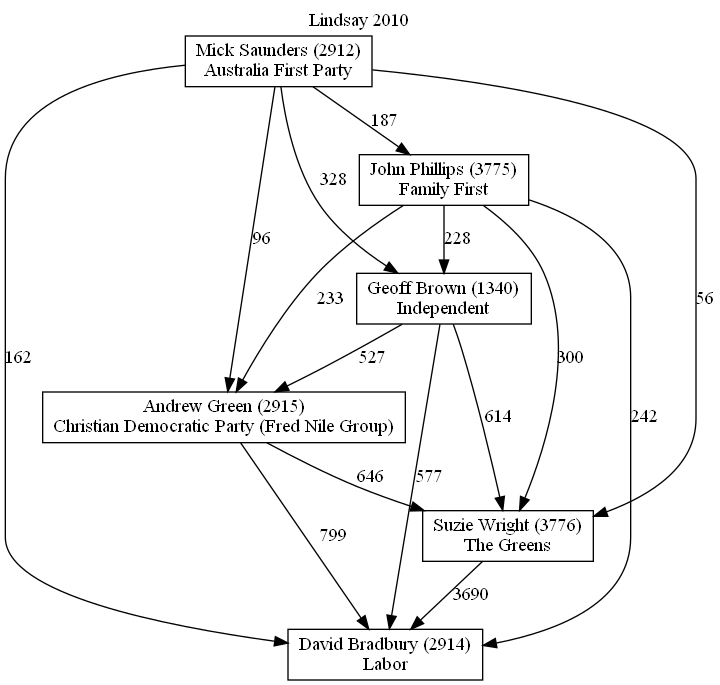 Lindsay 2010
Mick Saunders (2912)
Australia First Party
187
John Phillips (3775)
Family First
328
96
228
Geoff Brown (1340)
Independent
233
56
162
527
300
Andrew Green (2915)
Christian Democratic Party (Fred Nile Group)
614
242
646
577
Suzie Wright (3776)
The Greens
799
3690
David Bradbury (2914)
Labor